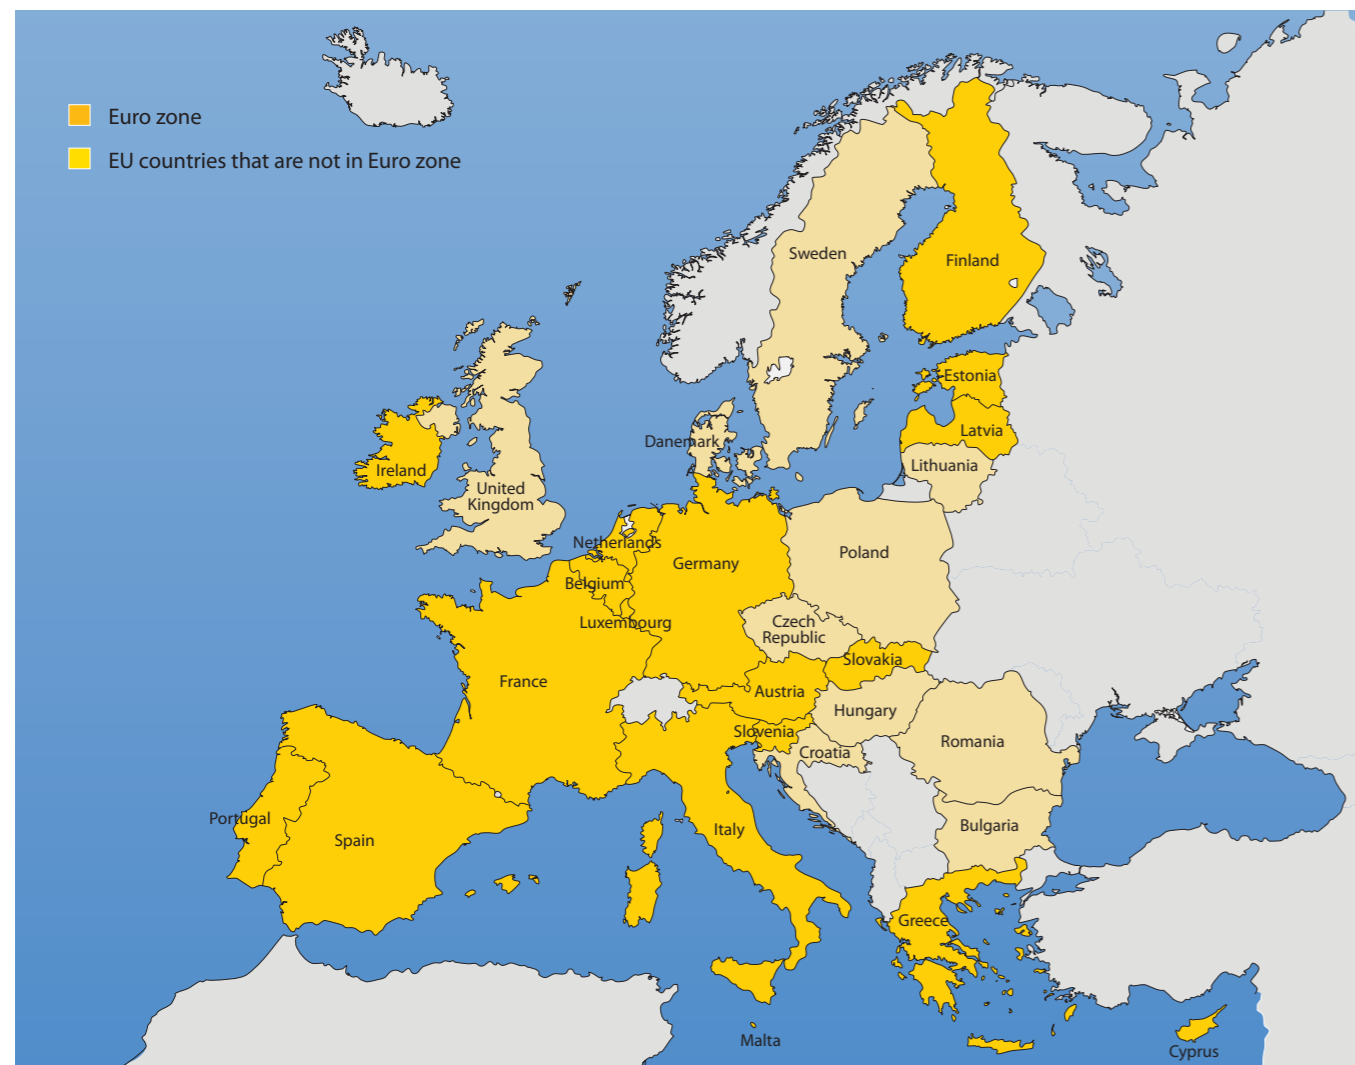 Euro zone
EU countries that are not in Euro zone
Sweden
Finland
Estonia
Latvia
Danemark
Lithuania
Ireland
United
Kingdom
Netherlands
Poland
Germany
Belgium
Luxembourg
Czech
Republic
Slovakia
France
Austria
Hungary
Slovenia
Romania
Croatia
Portugal
Bulgaria
Italy
Spain
Greece
Malta
Cyprus